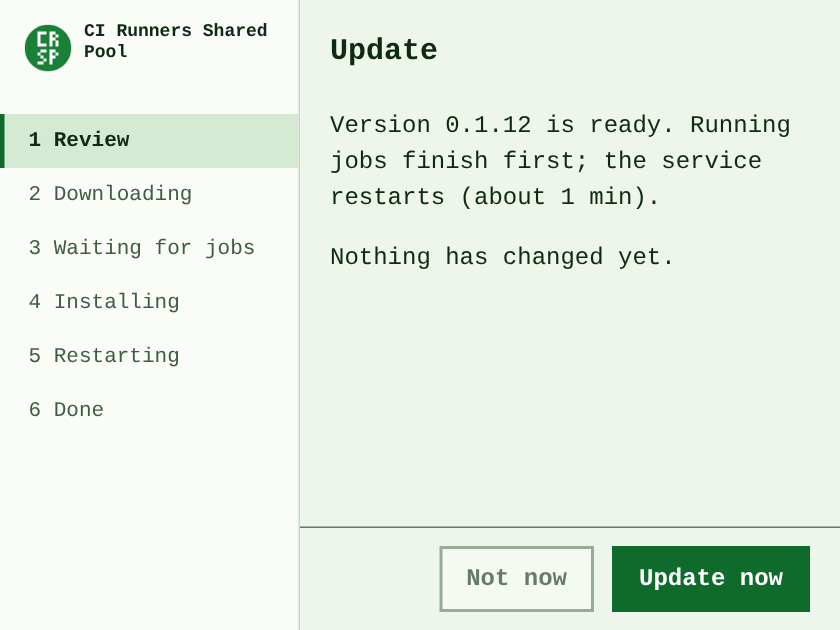 CR
SP
CI Runners Shared
Pool
1 Review
2 Downloading
3 Waiting for jobs
4 Installing
5 Restarting
6 Done
Update
Version 0.1.12 is ready. Running
jobs finish first; the service
restarts (about 1 min).
Nothing has changed yet.
Not now
Update now